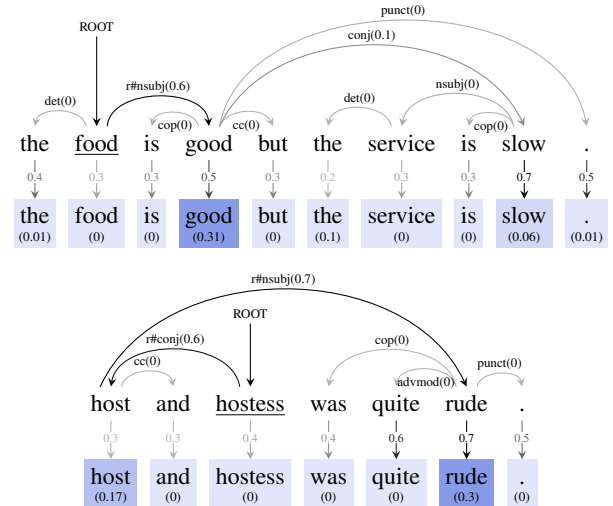 punct(0)
ROOT
conj(0.1)
r#nsubj(0.6)
nsubj(0)
det(0)
cop(0)
cc(0)
det(0)
cop(0)
the food is good but the service is slow .
0.4 0.3 0.3 0.5 0.3 0.2 0.3 0.3 0.7 0.5
the food is good but the service is slow .
(0.01) (0) (0) (0.31) (0) (0.1) (0) (0) (0.06) (0.01)
r#nsubj(0.7)
ROOT
r#conj(0.6)
cop(0)
cc(0)
punct(0)
advmod(0)
host and hostess was quite rude .
0.3 0.3 0.4 0.4 0.6 0.7 0.5
host and hostess was quite rude .
(0.17) (0) (0) (0) (0) (0.3) (0)